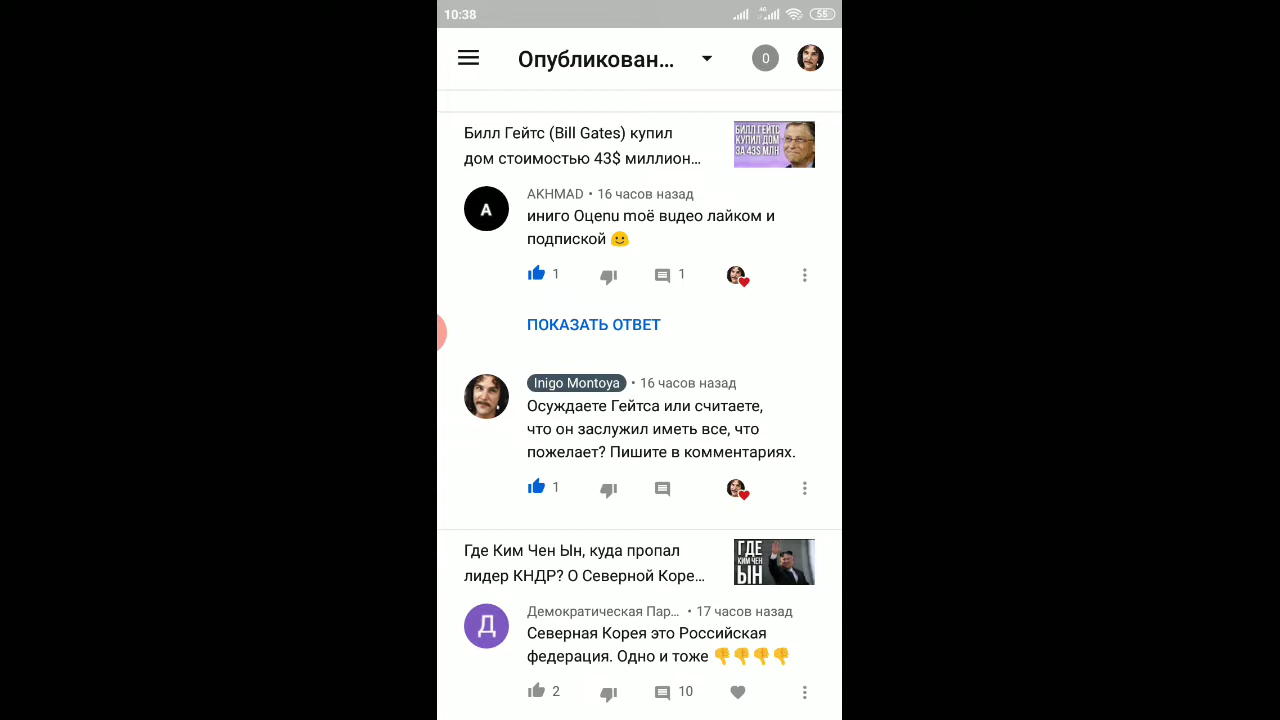 10:38
4G
55
Опубликован...
0
Билл Гейтс (Bill Gates) купил
дом стоимостью 43$ миллион...
БИЛЛ ГЕЙТС
КУПИЛ ДОМ
ЗА 43$ МЛН
A
AKHMAD • 16 часов назад
иниго Oцenu moё вuдeo лайком и
подпиской 🙂
1
1
ПОКАЗАТЬ ОТВЕТ
Inigo Montoya • 16 часов назад
Осуждаете Гейтса или считаете,
что он заслужил иметь все, что
пожелает? Пишите в комментариях.
1
Где Ким Чен Ын, куда пропал
лидер КНДР? О Северной Коре...
ГДЕ
КИМ ЧЕН
ЫН
Д
Демократическая Пар... • 17 часов назад
Северная Корея это Российская
федерация. Одно и тоже 👎👎👎👎
2
10